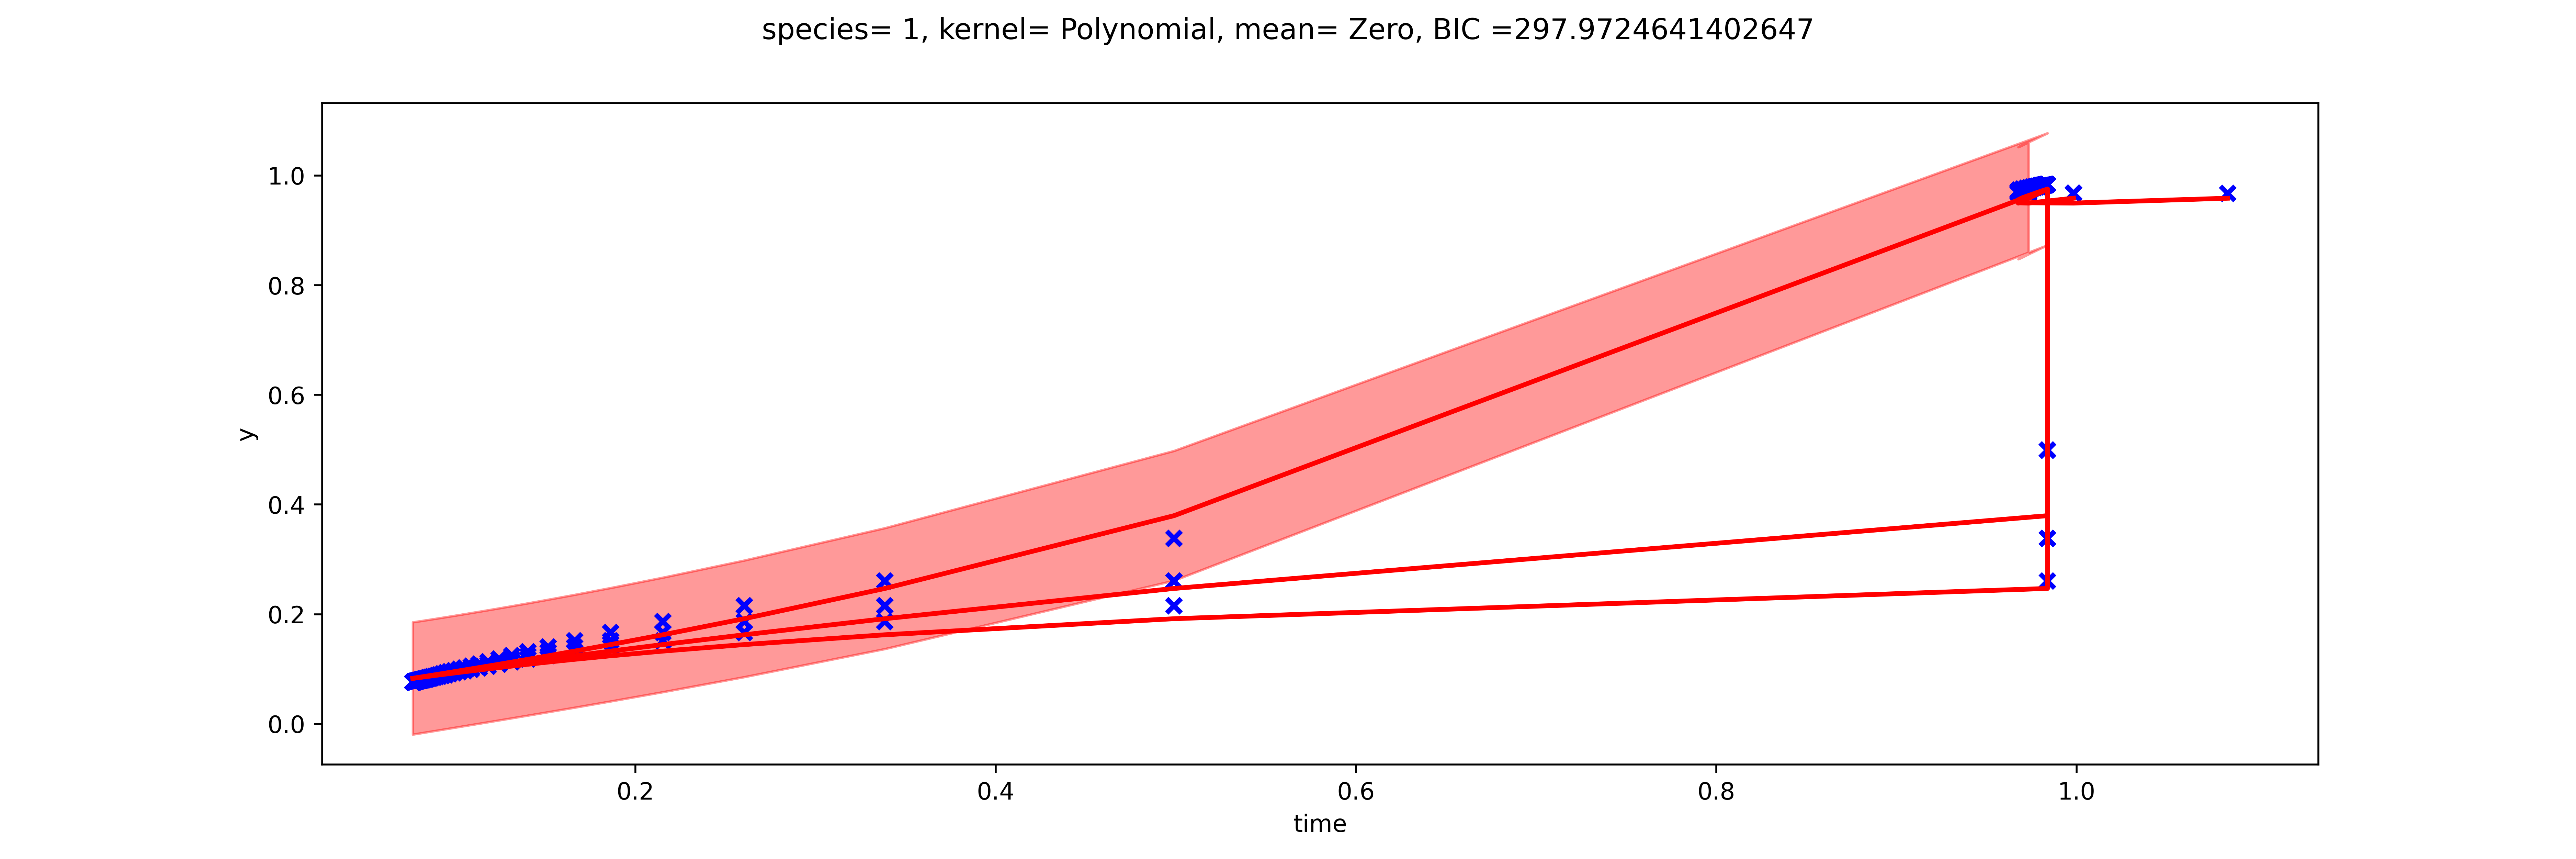 species= 1, kernel= Polynomial, mean= Zero, BIC =297.9724641402647
1.0
0.8
0.6
0.4
0.2
0.0
y
0.2 0.4 0.6 0.8 1.0
time